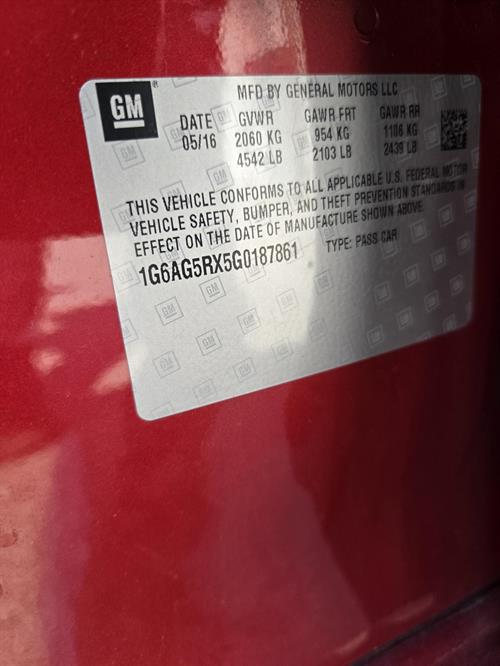 GM
MFD BY GENERAL MOTORS LLC
DATE GVWR GAWR FRT GAWR RR
05/16 2060 KG 954 KG 1106 KG
4542 LB 2103 LB 2439 LB
THIS VEHICLE CONFORMS TO ALL APPLICABLE U.S. FEDERAL MOTOR
VEHICLE SAFETY, BUMPER, AND THEFT PREVENTION STANDARDS IN
EFFECT ON THE DATE OF MANUFACTURE SHOWN ABOVE.
1G6AG5RX5G0187861 TYPE: PASS CAR